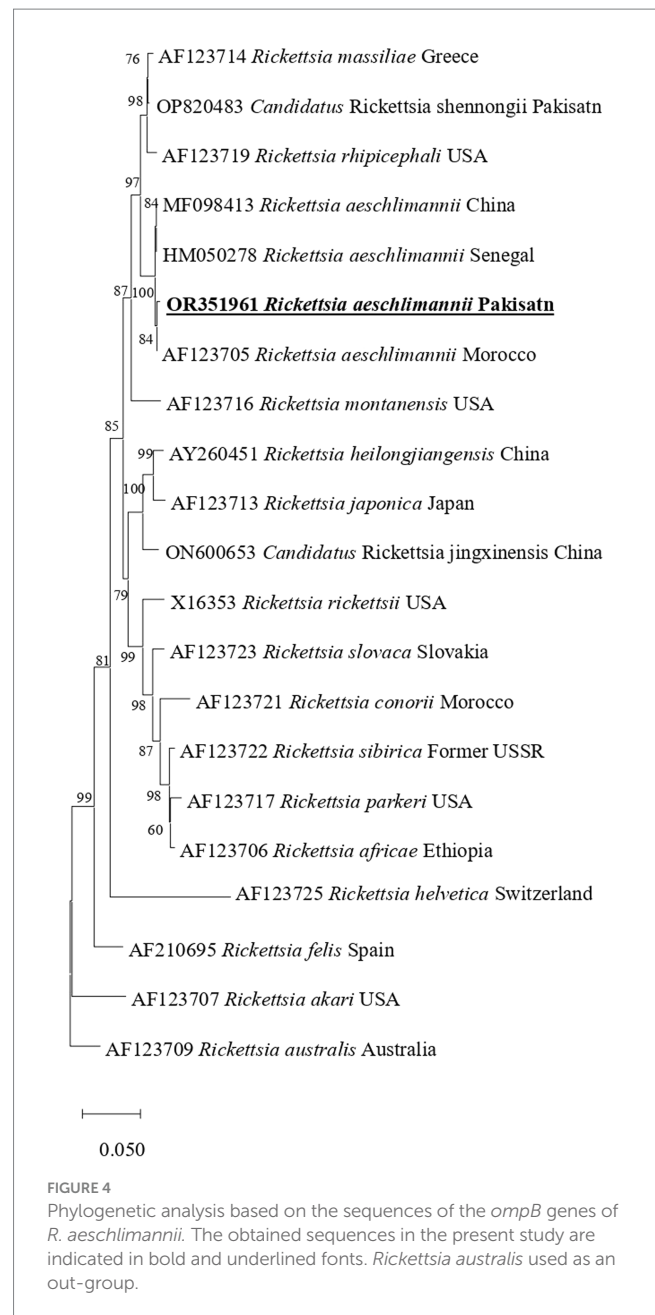 76
AF123714 Rickettsia massiliae Greece
98
OP820483 Candidatus Rickettsia shennongii Pakisatn
AF123719 Rickettsia rhipicephali USA
97
84
MF098413 Rickettsia aeschlimannii China
HM050278 Rickettsia aeschlimannii Senegal
87
100
OR351961 Rickettsia aeschlimannii Pakisatn
84
AF123705 Rickettsia aeschlimannii Morocco
AF123716 Rickettsia montanensis USA
85
99
AY260451 Rickettsia heilongjiangensis China
100
AF123713 Rickettsia japonica Japan
ON600653 Candidatus Rickettsia jingxinensis China
79
X16353 Rickettsia rickettsii USA
99
AF123723 Rickettsia slovaca Slovakia
81
98
AF123721 Rickettsia conorii Morocco
87
AF123722 Rickettsia sibirica Former USSR
98
AF123717 Rickettsia parkeri USA
99
60
AF123706 Rickettsia africae Ethiopia
AF123725 Rickettsia helvetica Switzerland
AF210695 Rickettsia felis Spain
AF123707 Rickettsia akari USA
AF123709 Rickettsia australis Australia
0.050
FIGURE 4
Phylogenetic analysis based on the sequences of the ompB genes of
R. aeschlimannii. The obtained sequences in the present study are
indicated in bold and underlined fonts. Rickettsia australis used as an
out-group.